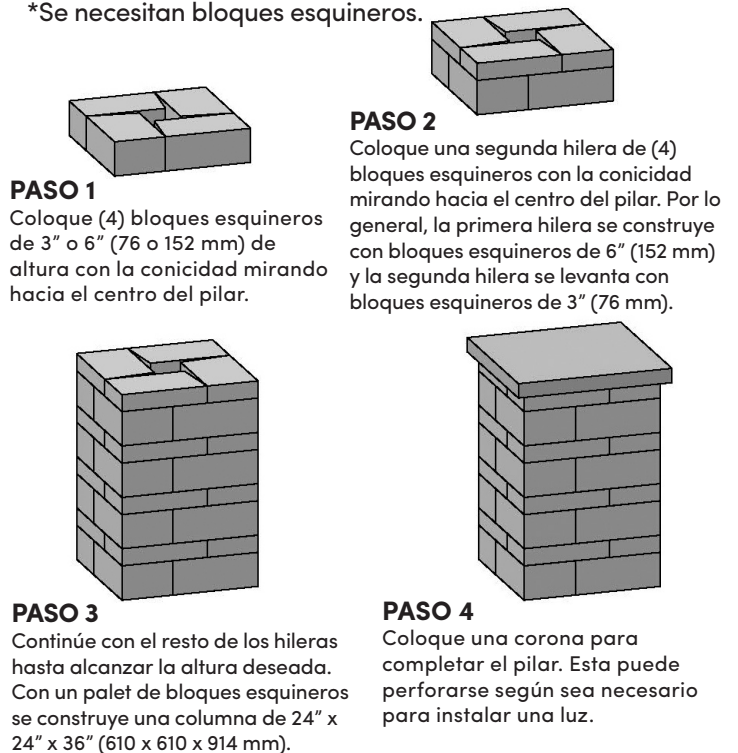 *Se necesitan bloques esquineros.
PASO 1
Coloque (4) bloques esquineros
de 3” o 6” (76 o 152 mm) de
altura con la conicidad mirando
hacia el centro del pilar.
PASO 2
Coloque una segunda hilera de (4)
bloques esquineros con la conicidad
mirando hacia el centro del pilar. Por lo
general, la primera hilera se construye
con bloques esquineros de 6” (152 mm)
y la segunda hilera se levanta con
bloques esquineros de 3” (76 mm).
PASO 3
Continúe con el resto de los hileras
hasta alcanzar la altura deseada.
Con un palet de bloques esquineros
se construye una columna de 24” x
24” x 36” (610 x 610 x 914 mm).
PASO 4
Coloque una corona para
completar el pilar. Esta puede
perforarse según sea necesario
para instalar una luz.